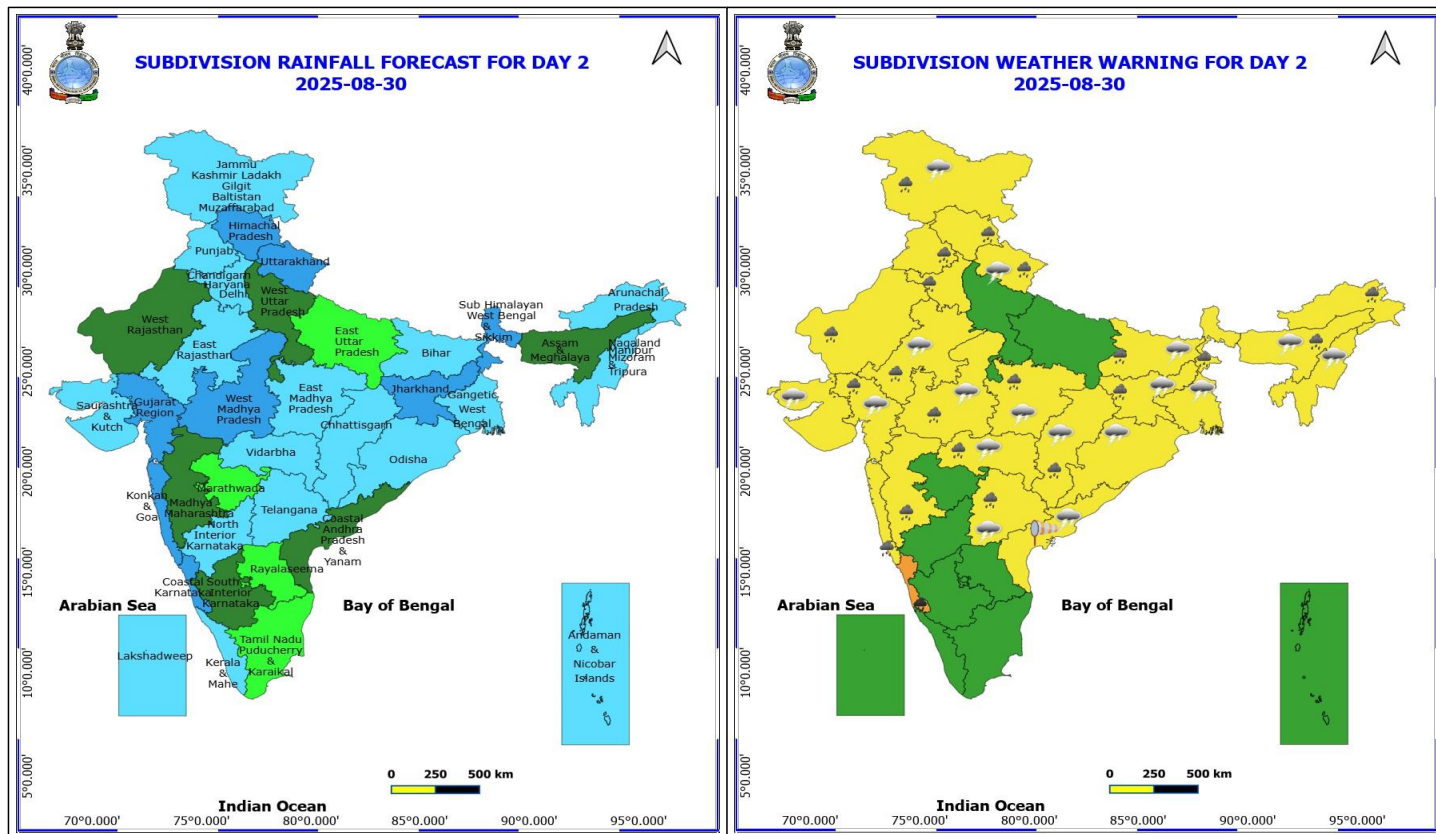 SUBDIVISION RAINFALL FORECAST FOR DAY 2
2025-08-30
40°0.000'
35°0.000'
30°0.000'
25°0.000'
20°0.000'
15°0.000'
10°0.000'
5°0.000'
Jammu
Kashmir Ladakh
Gilgit
Baltistan
Muzaffarabad
Himachal
Pradesh
Punjab
Uttarakhand
Chandigarh
Haryana
Delhi
West
Uttar
Pradesh
West
Rajasthan
East
Rajasthan
East
Uttar
Pradesh
Sub Himalayan
West Bengal
&
Sikkim
Arunachal
Pradesh
Assam
&
Meghalaya
Nagaland
Manipur
Mizoram
&
Tripura
Bihar
Jharkhand
Gangetic
West
Bengal
East
Madhya
Pradesh
West
Madhya
Pradesh
Gujarat
Region
Saurashtra
&
Kutch
Chhattisgarh
Vidarbha
Odisha
Marathwada
Konkan
&
Goa
Madhya
Maharashtra
Telangana
North
Interior
Karnataka
Coastal
Andhra
Pradesh
&
Yanam
Rayalaseema
Coastal
Karnataka
South
Interior
Karnataka
Tamil Nadu
Puducherry
&
Karaikal
Kerala
&
Mahe
Lakshadweep
Andaman
&
Nicobar
Islands
Arabian Sea
Bay of Bengal
0 250 500 km
Indian Ocean
70°0.000' 75°0.000' 80°0.000' 85°0.000' 90°0.000' 95°0.000'
SUBDIVISION WEATHER WARNING FOR DAY 2
2025-08-30
40°0.000'
35°0.000'
30°0.000'
25°0.000'
20°0.000'
15°0.000'
10°0.000'
5°0.000'
Arabian Sea
Bay of Bengal
0 250 500 km
Indian Ocean
70°0.000' 75°0.000' 80°0.000' 85°0.000' 90°0.000' 95°0.000'